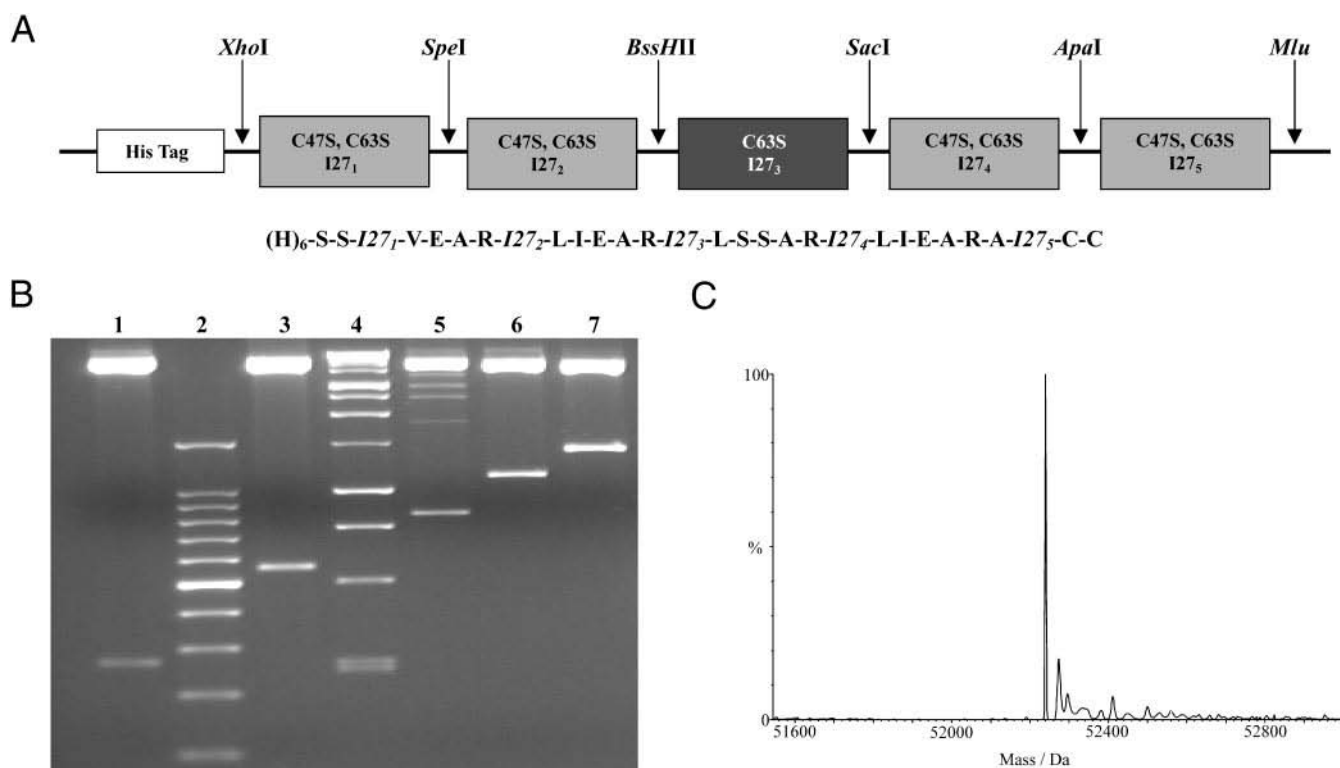 A
XhoI SpeI BssHII SacI ApaI Mlu
His Tag
C47S, C63S
I27₁
C47S, C63S
I27₂
C63S
I27₃
C47S, C63S
I27₄
C47S, C63S
I27₅
(H)₆-S-S-I27₁-V-E-A-R-I27₂-L-I-E-A-R-I27₃-L-S-S-A-R-I27₄-L-I-E-A-R-A-I27₅-C-C
B
1 2 3 4 5 6 7
C
100
%
0
51600 52000 52400 52800
Mass / Da